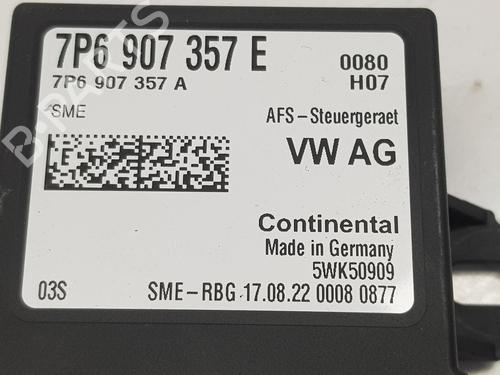 7P6 907 357 E
0080
7P6 907 357 A
H07
SME
AFS-Steuergeraet
VW AG
Continental
Made in Germany
5WK50909
03S
SME-RBG 17.08.22 0008 0877
B-PARTS